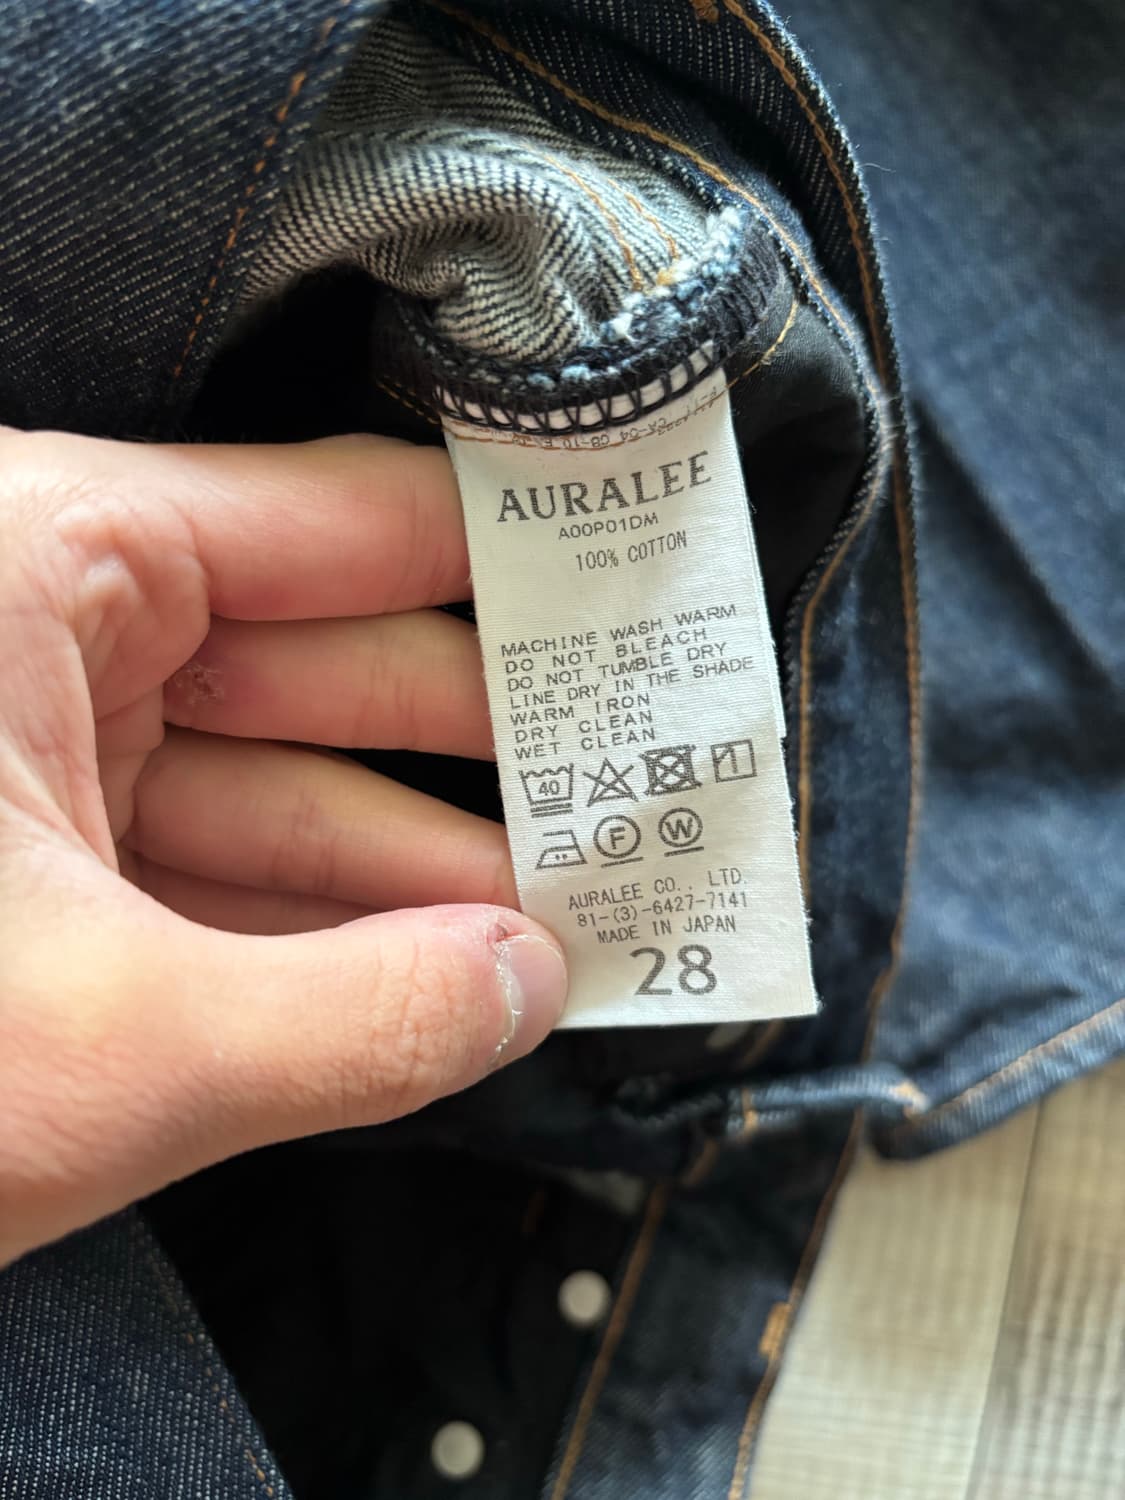 AURALEE
A00P01DM
100% COTTON
MACHINE WASH WARM
DO NOT BLEACH
DO NOT TUMBLE DRY
LINE DRY IN THE SHADE
WARM IRON
DRY CLEAN
WET CLEAN
40
F W
AURALEE CO., LTD.
81-(3)-6427-7141
MADE IN JAPAN
28